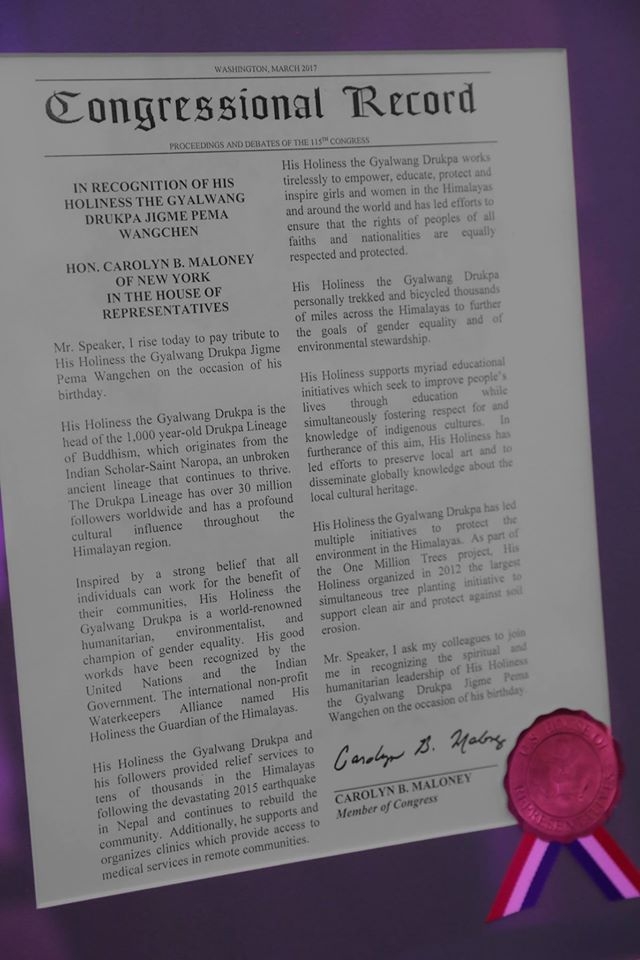 WASHINGTON, MARCH 2017
Congressional Record
PROCEEDINGS AND DEBATES OF THE 115TH CONGRESS
IN RECOGNITION OF HIS
HOLINESS THE GYALWANG
DRUKPA JIGME PEMA
WANGCHEN
HON. CAROLYN B. MALONEY
OF NEW YORK
IN THE HOUSE OF
REPRESENTATIVES
Mr. Speaker, I rise today to pay tribute to
His Holiness the Gyalwang Drukpa Jigme
Pema Wangchen on the occasion of his
birthday.
His Holiness the Gyalwang Drukpa is the
head of the 1,000 year-old Drukpa Lineage
of Buddhism, which originates from the
Indian Scholar-Saint Naropa, an unbroken
ancient lineage that continues to thrive.
The Drukpa Lineage has over 30 million
followers worldwide and has a profound
cultural influence throughout the
Himalayan region.
Inspired by a strong belief that all
individuals can work for the benefit of
their communities, His Holiness the
Gyalwang Drukpa is a world-renowned
humanitarian, environmentalist, and
champion of gender equality. His good
workds have been recognized by the
United Nations and the Indian
Government. The international non-profit
Waterkeepers Alliance named His
Holiness the Guardian of the Himalayas.
His Holiness the Gyalwang Drukpa and
his followers provided relief services to
tens of thousands in the Himalayas
following the devastating 2015 earthquake
in Nepal and continues to rebuild the
community. Additionally, he supports and
organizes clinics which provide access to
medical services in remote communities.
His Holiness the Gyalwang Drukpa works
tirelessly to empower, educate, protect and
inspire girls and women in the Himalayas
and around the world and has led efforts to
ensure that the rights of peoples of all
faiths and nationalities are equally
respected and protected.
His Holiness the Gyalwang Drukpa
personally trekked and bicycled thousands
of miles across the Himalayas to further
the goals of gender equality and of
environmental stewardship.
His Holiness supports myriad educational
initiatives which seek to improve people's
lives through education while
simultaneously fostering respect for and
knowledge of indigenous cultures. In
furtherance of this aim, His Holiness has
led efforts to preserve local art and to
disseminate globally knowledge about the
local cultural heritage.
His Holiness the Gyalwang Drukpa has led
multiple initiatives to protect the
environment in the Himalayas. As part of
the One Million Trees project, His
Holiness organized in 2012 the largest
simultaneous tree planting initiative to
support clean air and protect against soil
erosion.
Mr. Speaker, I ask my colleagues to join
me in recognizing the spiritual and
humanitarian leadership of His Holiness
the Gyalwang Drukpa Jigme Pema
Wangchen on the occasion of his birthday.
Carolyn B. Maloney
CAROLYN B. MALONEY
Member of Congress
U.S. HOUSE OF
REPRESENTATIVES